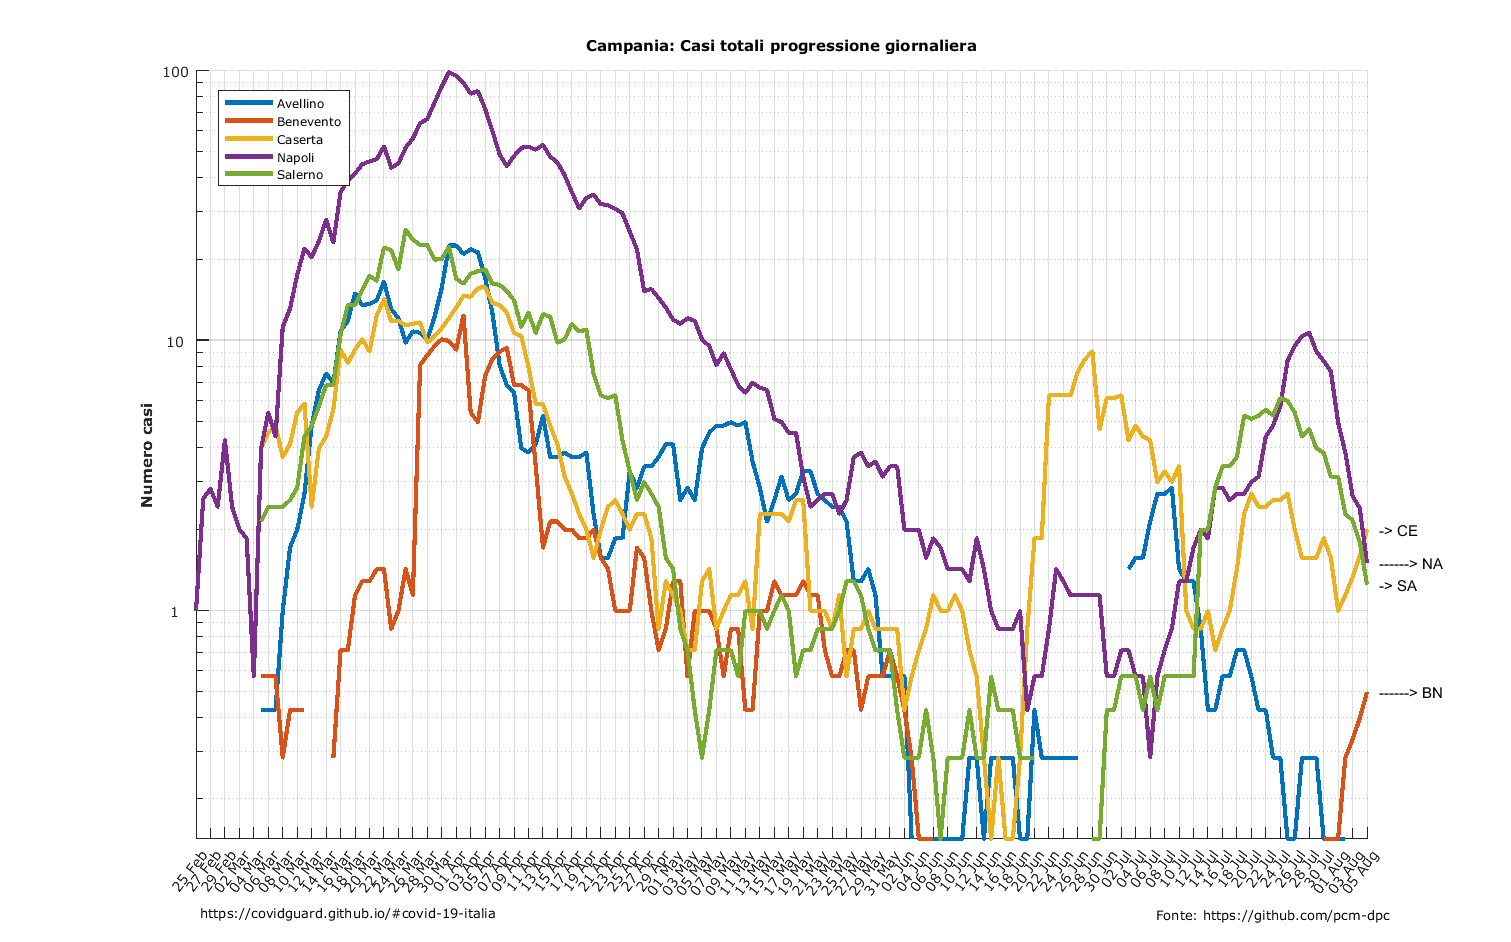 Campania: Casi totali progressione giornaliera
100
10
1
Numero casi
Avellino
Benevento
Caserta
Napoli
Salerno
-> CE
------> NA
-> SA
------> BN
25 Feb
27 Feb
29 Feb
02 Mar
04 Mar
06 Mar
08 Mar
10 Mar
12 Mar
14 Mar
16 Mar
18 Mar
20 Mar
22 Mar
24 Mar
26 Mar
28 Mar
30 Mar
01 Apr
03 Apr
05 Apr
07 Apr
09 Apr
11 Apr
13 Apr
15 Apr
17 Apr
19 Apr
21 Apr
23 Apr
25 Apr
27 Apr
29 Apr
01 May
03 May
05 May
07 May
09 May
11 May
13 May
15 May
17 May
19 May
21 May
23 May
25 May
27 May
29 May
31 May
02 Jun
04 Jun
06 Jun
08 Jun
10 Jun
12 Jun
14 Jun
16 Jun
18 Jun
20 Jun
22 Jun
24 Jun
26 Jun
28 Jun
30 Jun
02 Jul
04 Jul
06 Jul
08 Jul
10 Jul
12 Jul
14 Jul
16 Jul
18 Jul
20 Jul
22 Jul
24 Jul
26 Jul
28 Jul
30 Jul
01 Aug
03 Aug
05 Aug
https://covidguard.github.io/#covid-19-italia
Fonte: https://github.com/pcm-dpc